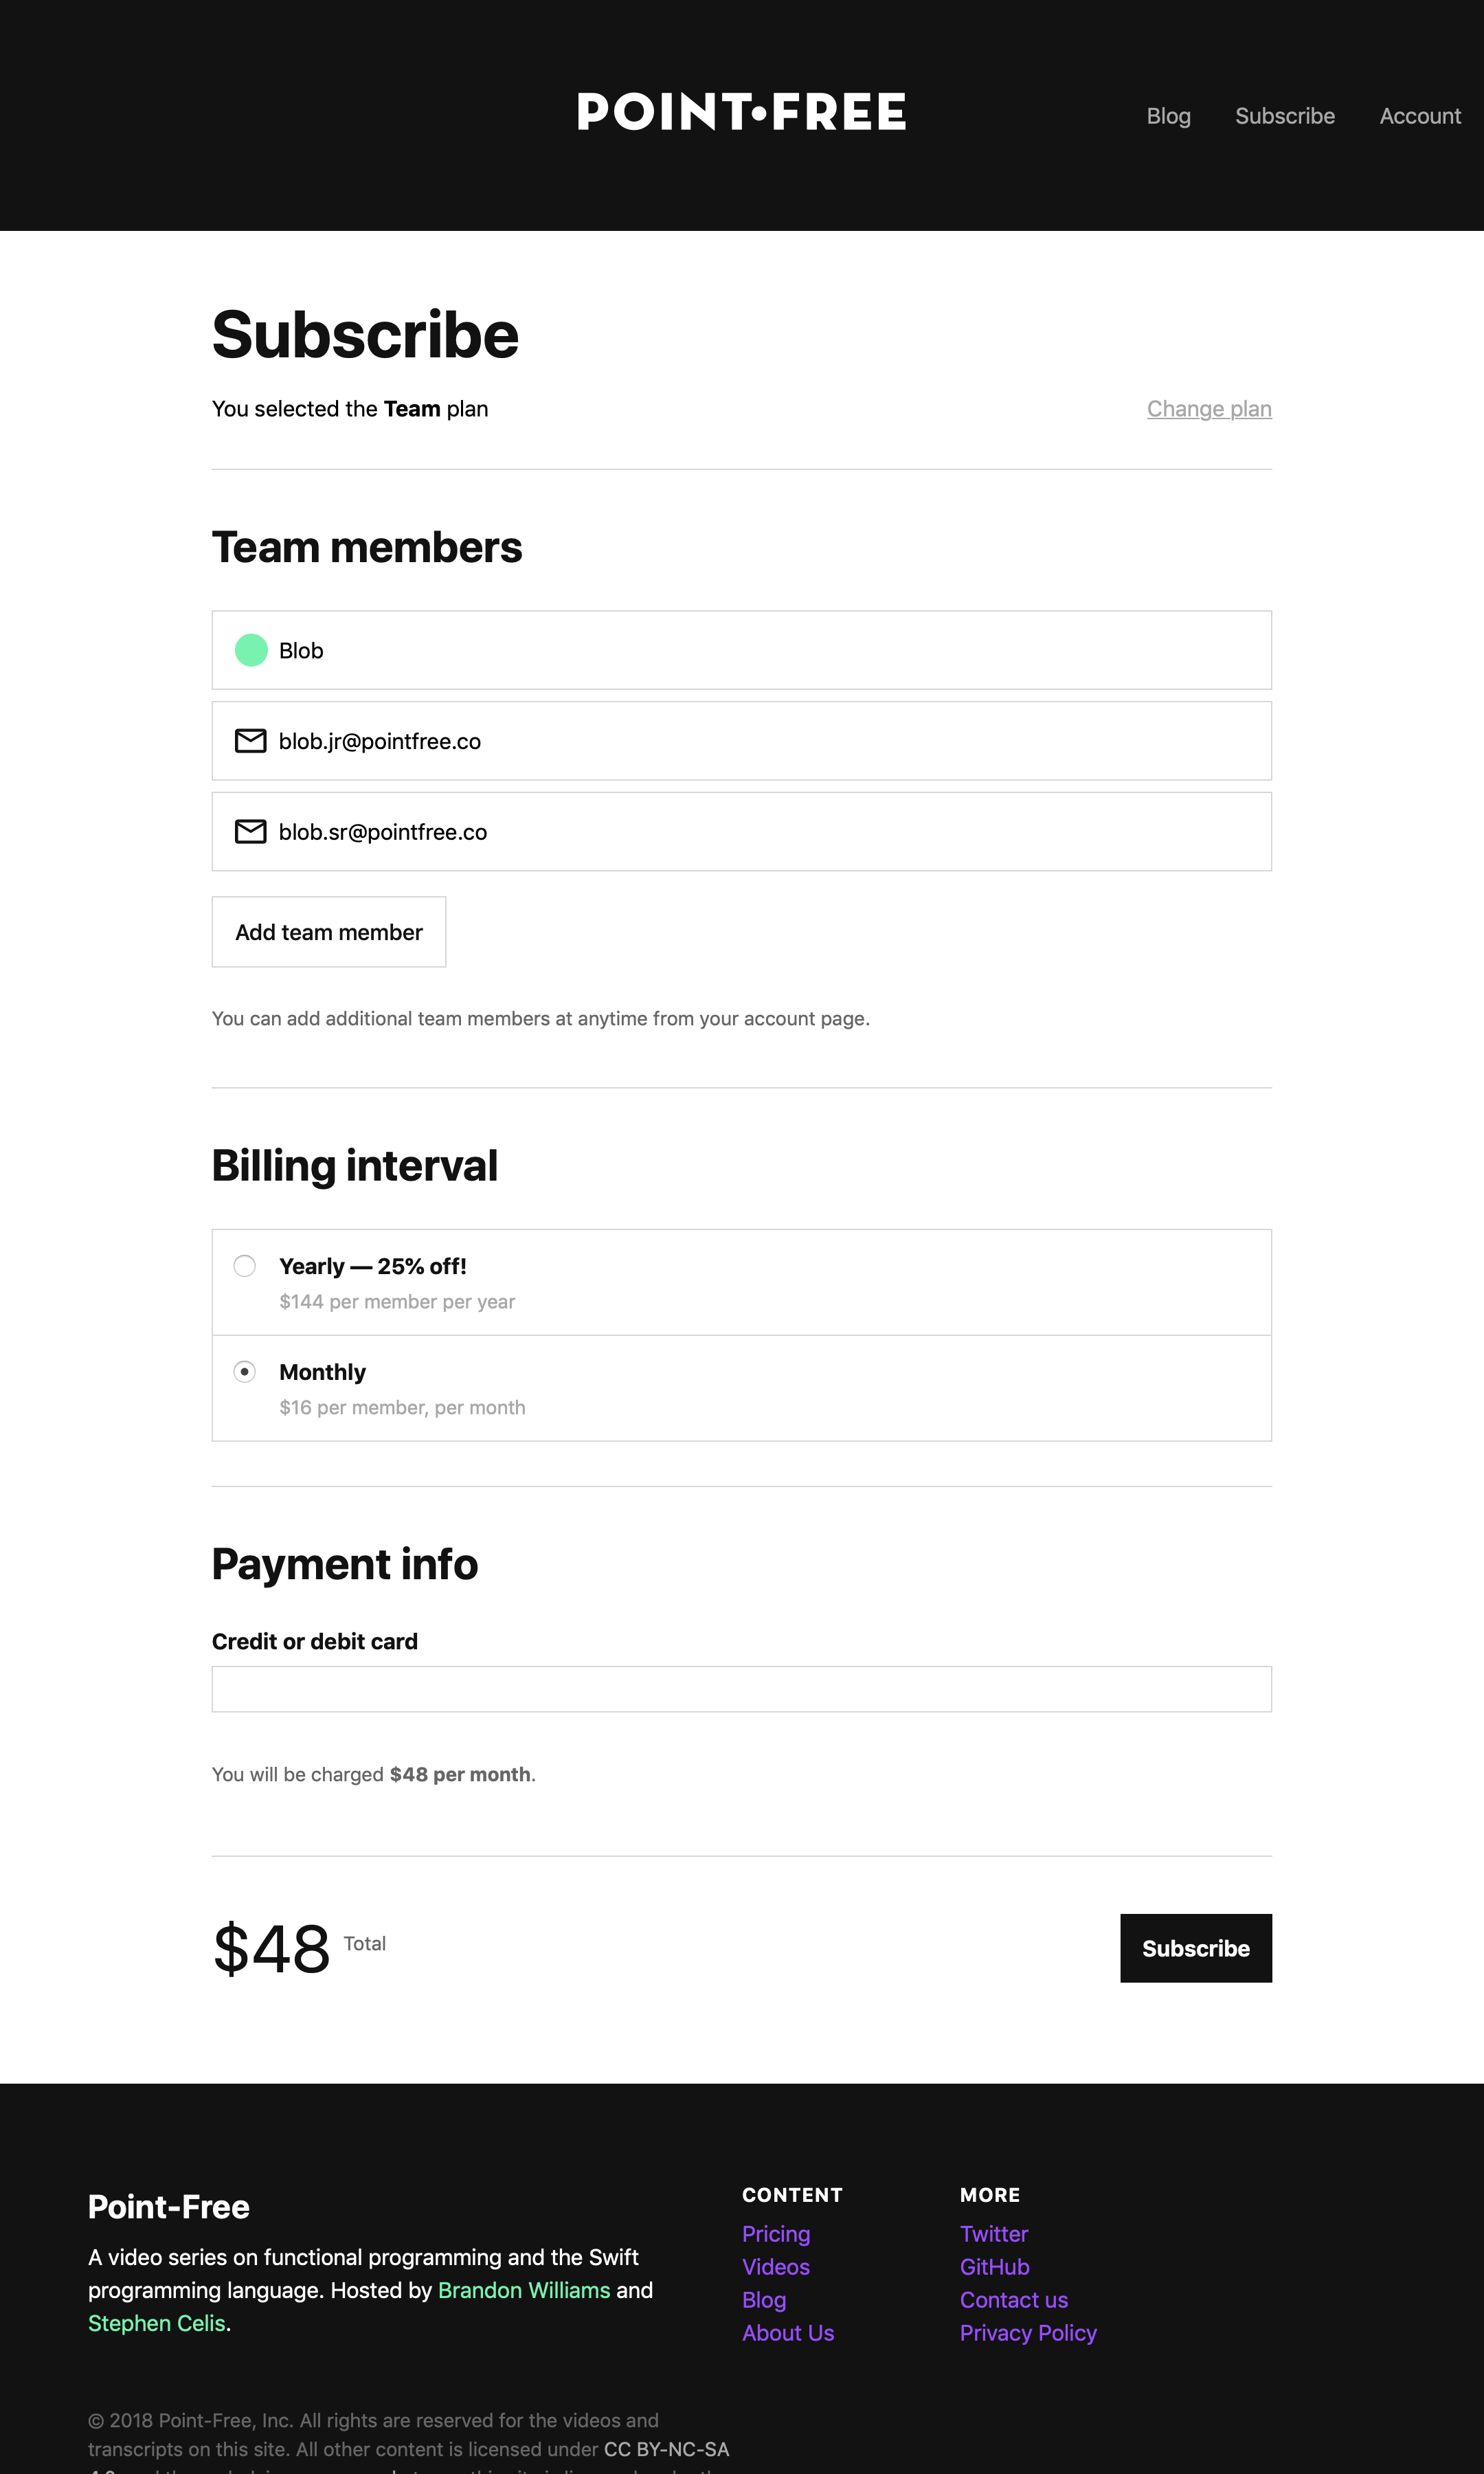 POINT•FREE
Blog Subscribe Account
Subscribe
You selected the Team plan
Change plan
Team members
Blob
blob.jr@pointfree.co
blob.sr@pointfree.co
Add team member
You can add additional team members at anytime from your account page.
Billing interval
Yearly — 25% off!
$144 per member per year
Monthly
$16 per member, per month
Payment info
Credit or debit card
You will be charged $48 per month.
$48 Total
Subscribe
Point-Free
A video series on functional programming and the Swift
programming language. Hosted by Brandon Williams and
Stephen Celis.
CONTENT
Pricing
Videos
Blog
About Us
MORE
Twitter
GitHub
Contact us
Privacy Policy
© 2018 Point-Free, Inc. All rights are reserved for the videos and
transcripts on this site. All other content is licensed under CC BY-NC-SA